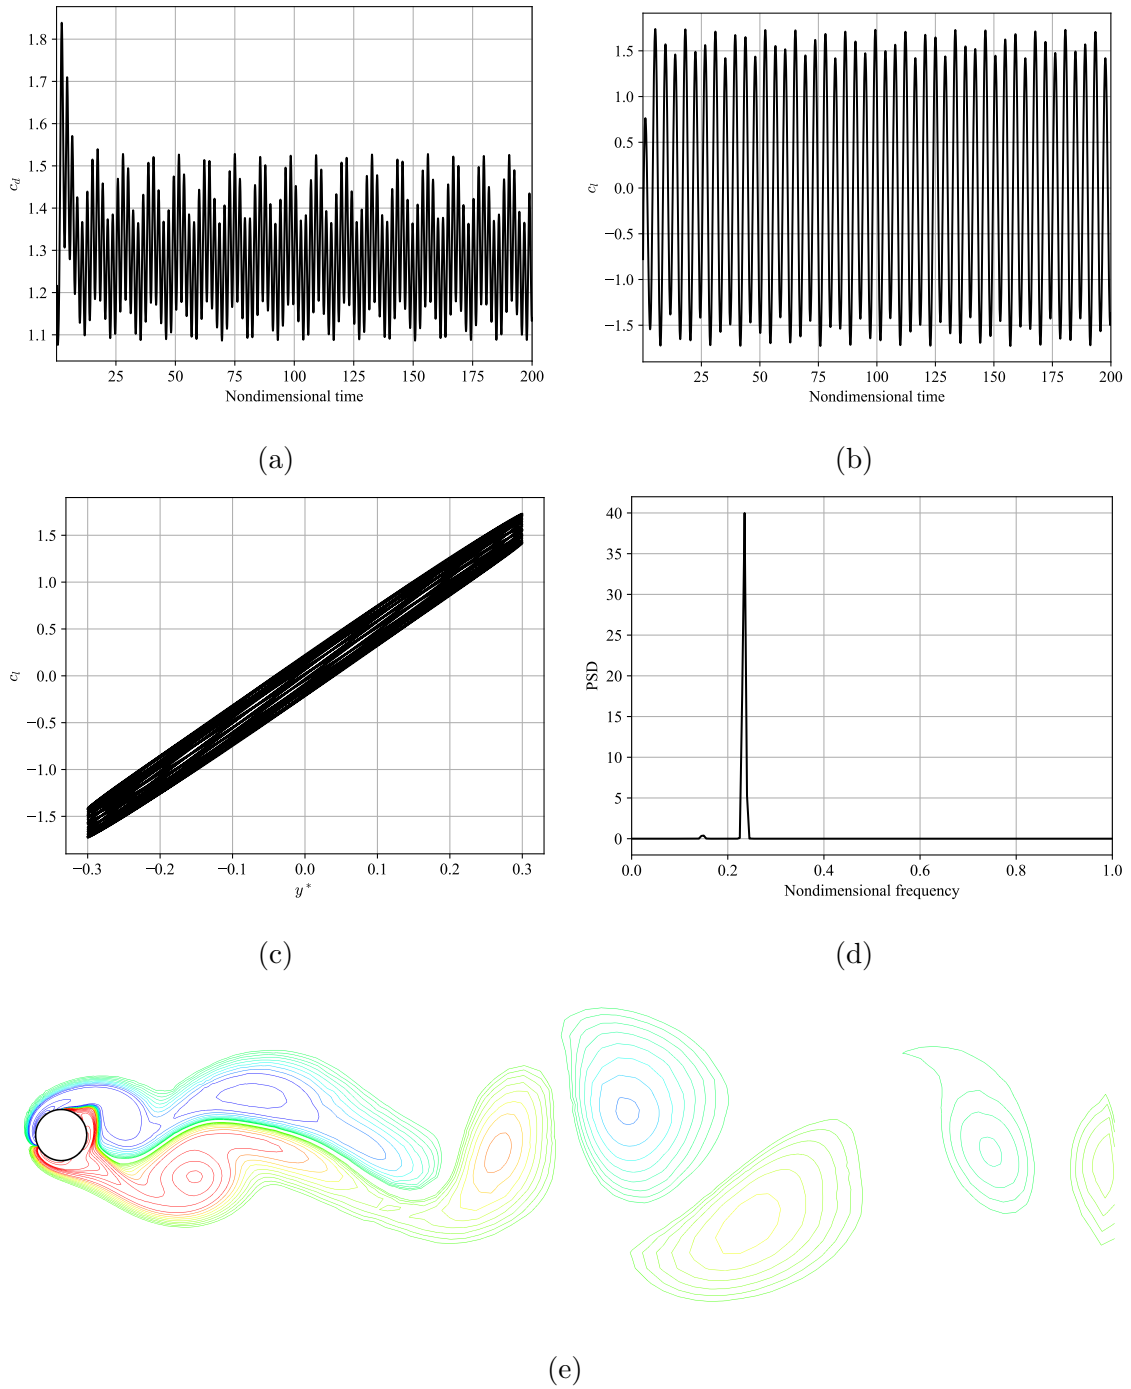 1.8
1.7
1.6
1.5
1.4
1.3
1.2
1.1
c_d
25 50 75 100 125 150 175 200
Nondimensional time
(a)
1.5
1.0
0.5
0.0
−0.5
−1.0
−1.5
c_l
25 50 75 100 125 150 175 200
Nondimensional time
(b)
1.5
1.0
0.5
0.0
−0.5
−1.0
−1.5
c_l
−0.3 −0.2 −0.1 0.0 0.1 0.2 0.3
y*
(c)
40
35
30
25
20
15
10
5
0
PSD
0.0 0.2 0.4 0.6 0.8 1.0
Nondimensional frequency
(d)
(e)